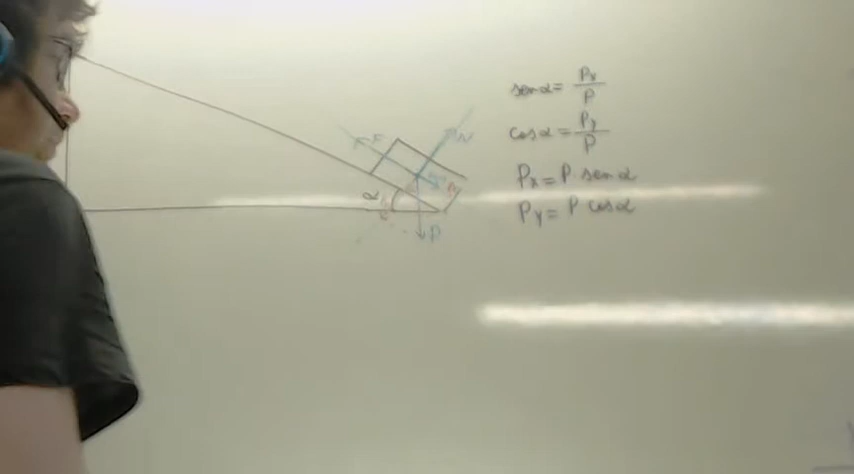 sen α = Px / P
cos α = Py / P
Px = P sen α
Py = P cos α
F
N
α
P